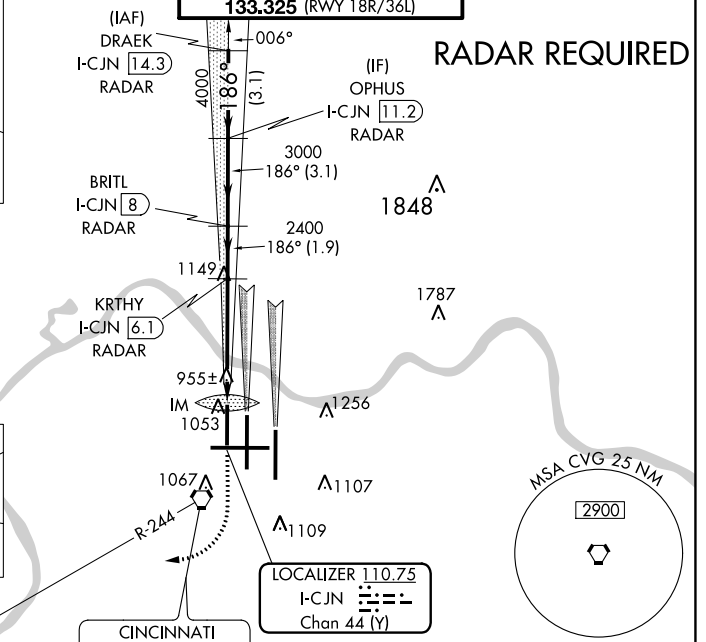 133.325 (RWY 18R/36L)
RADAR REQUIRED
(IAF)
DRAEK
I-CJN 14.3
RADAR
006°
4000
186°
(3.1)
(IF)
OPHUS
I-CJN 11.2
RADAR
3000
186° (3.1)
BRITL
I-CJN 8
RADAR
1848
2400
186° (1.9)
1149
1787
KRTHY
I-CJN 6.1
RADAR
955±
IM
1053
1256
1067
1107
R-244
1109
MSA CVG 25 NM
2900
LOCALIZER 110.75
I-CJN
Chan 44 (Y)
CINCINNATI